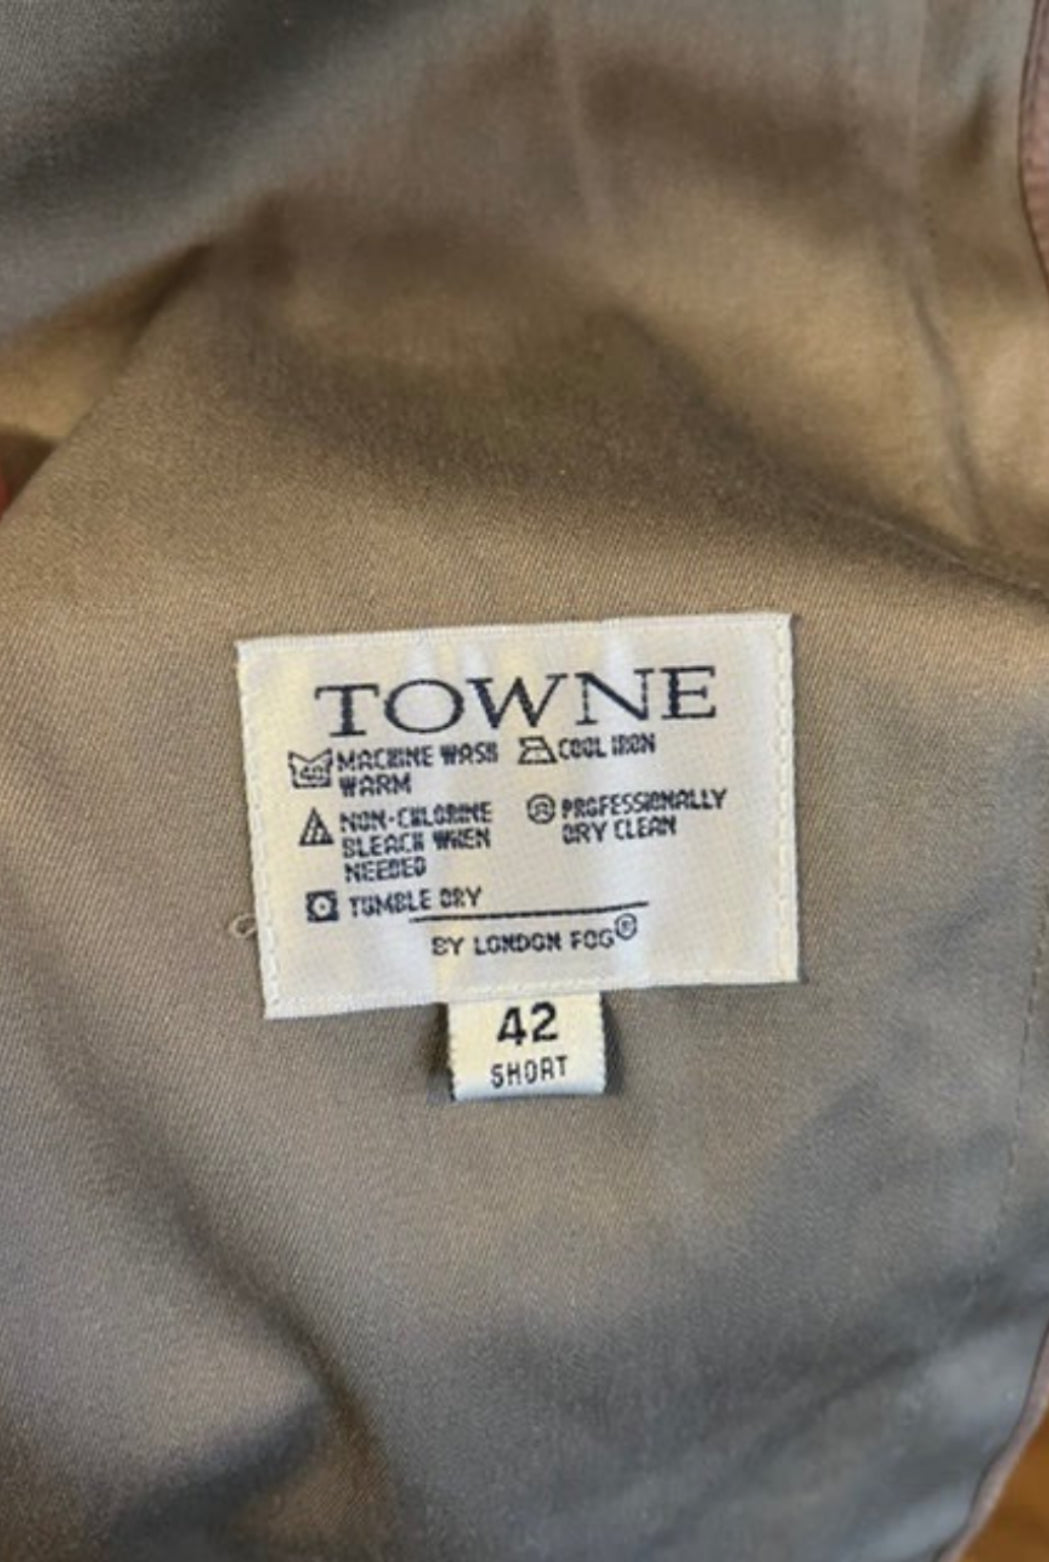 TOWNE
MACHINE WASH
WARM
COOL IRON
NON-CHLORINE
BLEACH WHEN
NEEDED
PROFESSIONALLY
DRY CLEAN
TUMBLE DRY
BY LONDON FOG®
42
SHORT